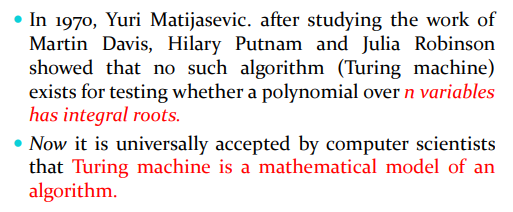 • In 1970, Yuri Matijasevic. after studying the work of
Martin Davis, Hilary Putnam and Julia Robinson
showed that no such algorithm (Turing machine)
exists for testing whether a polynomial over n variables
has integral roots.
• Now it is universally accepted by computer scientists
that Turing machine is a mathematical model of an
algorithm.